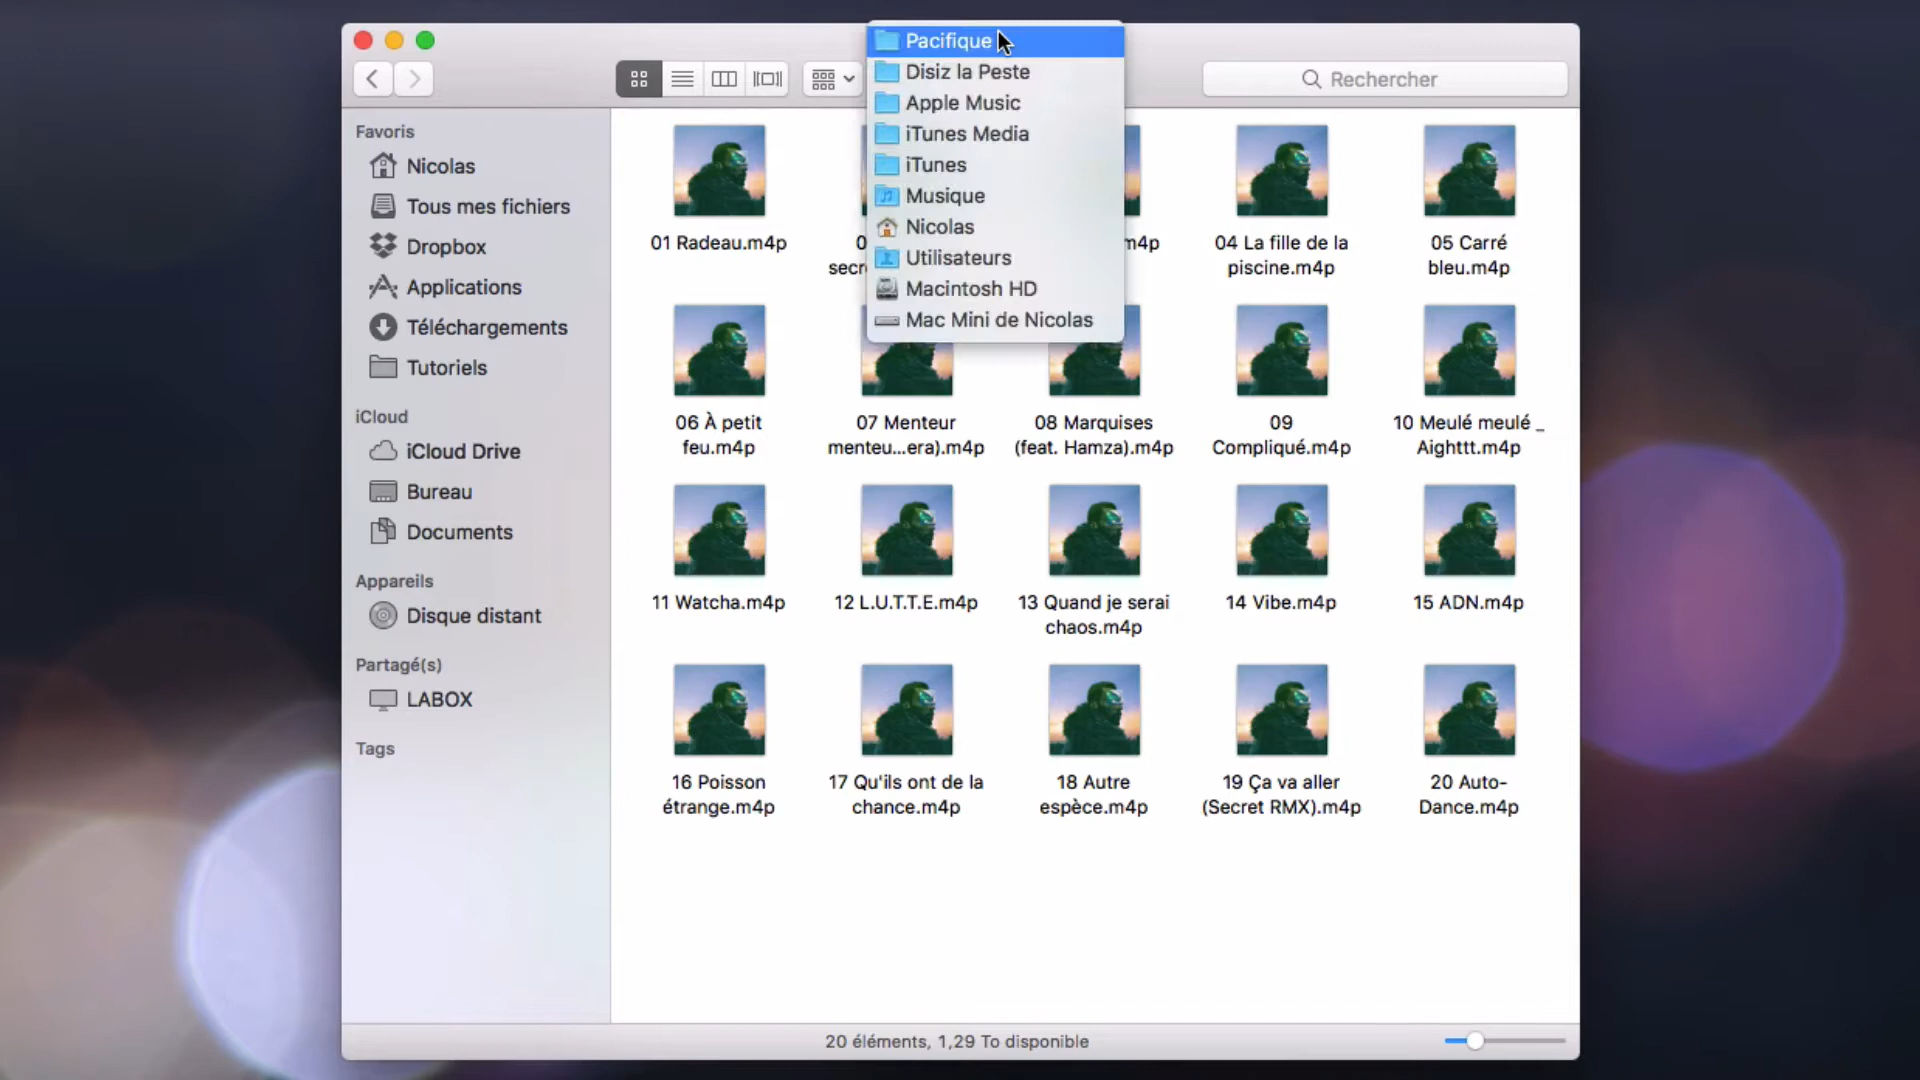 Pacifique
Disiz la Peste
Apple Music
iTunes Media
iTunes
Musique
Nicolas
Utilisateurs
Macintosh HD
Mac Mini de Nicolas
Rechercher
Favoris
Nicolas
Tous mes fichiers
Dropbox
Applications
Téléchargements
Tutoriels
iCloud
iCloud Drive
Bureau
Documents
Appareils
Disque distant
Partagé(s)
LABOX
Tags
01 Radeau.m4p
04 La fille de la
piscine.m4p
05 Carré
bleu.m4p
06 À petit
feu.m4p
07 Menteur
menteu...era).m4p
08 Marquises
(feat. Hamza).m4p
09
Compliqué.m4p
10 Meulé meulé _
Aighttt.m4p
11 Watcha.m4p
12 L.U.T.T.E.m4p
13 Quand je serai
chaos.m4p
14 Vibe.m4p
15 ADN.m4p
16 Poisson
étrange.m4p
17 Qu'ils ont de la
chance.m4p
18 Autre
espèce.m4p
19 Ça va aller
(Secret RMX).m4p
20 Auto-
Dance.m4p
20 éléments, 1,29 To disponible